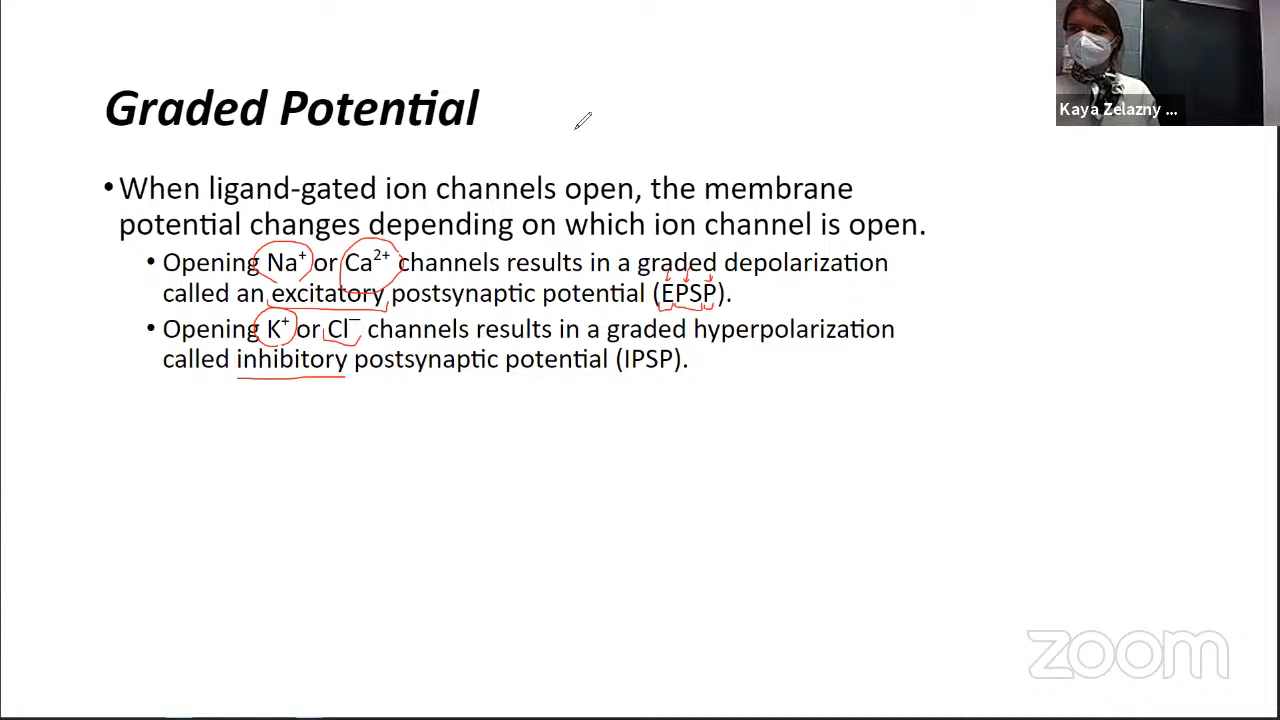 Graded Potential
Kaya Zelazny ...
•When ligand-gated ion channels open, the membrane
potential changes depending on which ion channel is open.
• Opening Na⁺ or Ca²⁺ channels results in a graded depolarization
called an excitatory postsynaptic potential (EPSP).
• Opening K⁺ or Cl⁻ channels results in a graded hyperpolarization
called inhibitory postsynaptic potential (IPSP).
zoom